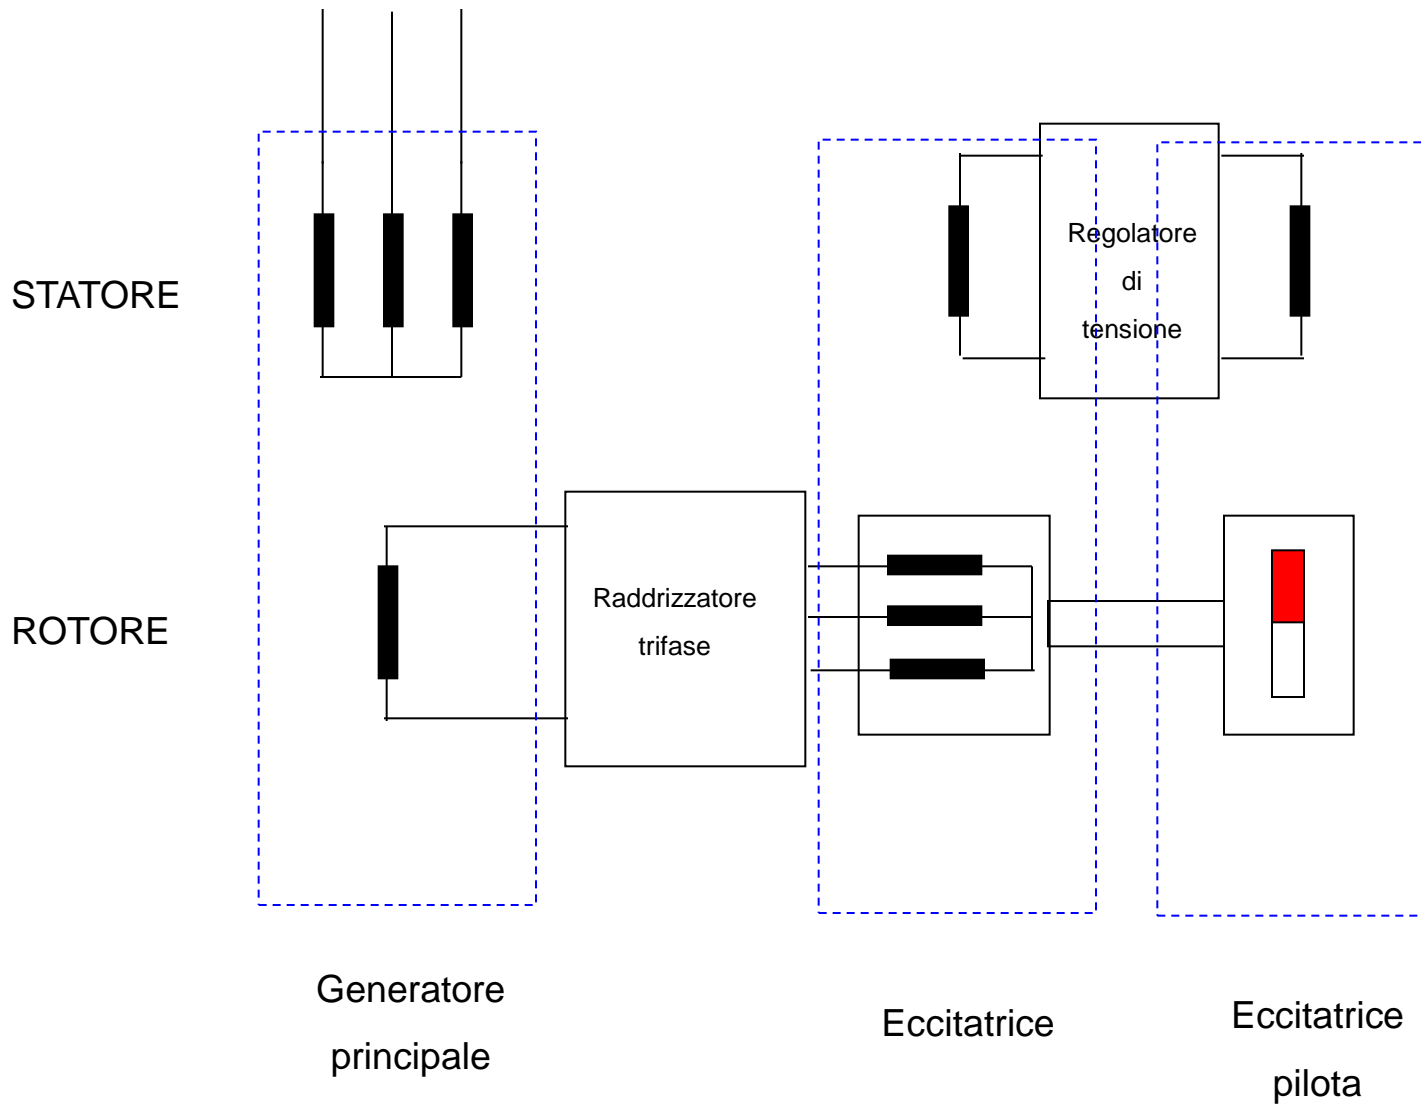 Regolatore
di
tensione
STATORE
Raddrizzatore
trifase
ROTORE
Generatore
principale
Eccitatrice
Eccitatrice
pilota